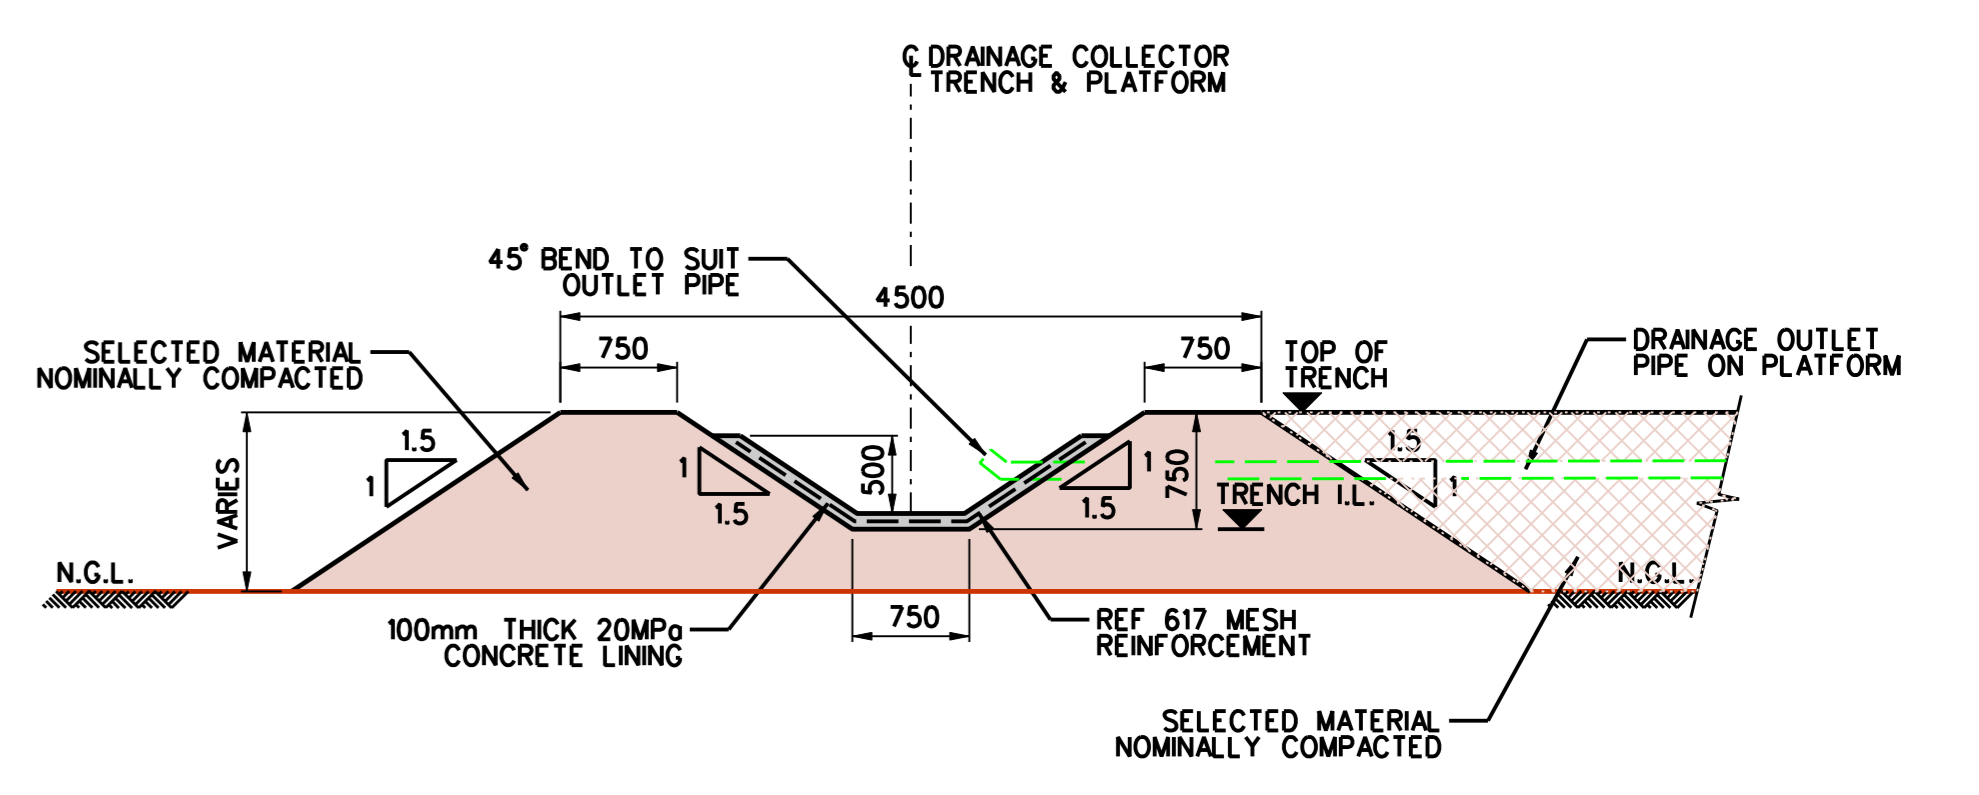 ℄ DRAINAGE COLLECTOR
TRENCH & PLATFORM
45° BEND TO SUIT
OUTLET PIPE
4500
SELECTED MATERIAL
NOMINALLY COMPACTED
750
750
TOP OF
TRENCH
DRAINAGE OUTLET
PIPE ON PLATFORM
VARIES
1.5
1
1
1.5
500
1
1.5
750
TRENCH I.L.
1.5
1
N.G.L.
N.G.L.
100mm THICK 20MPa
CONCRETE LINING
750
REF 617 MESH
REINFORCEMENT
SELECTED MATERIAL
NOMINALLY COMPACTED